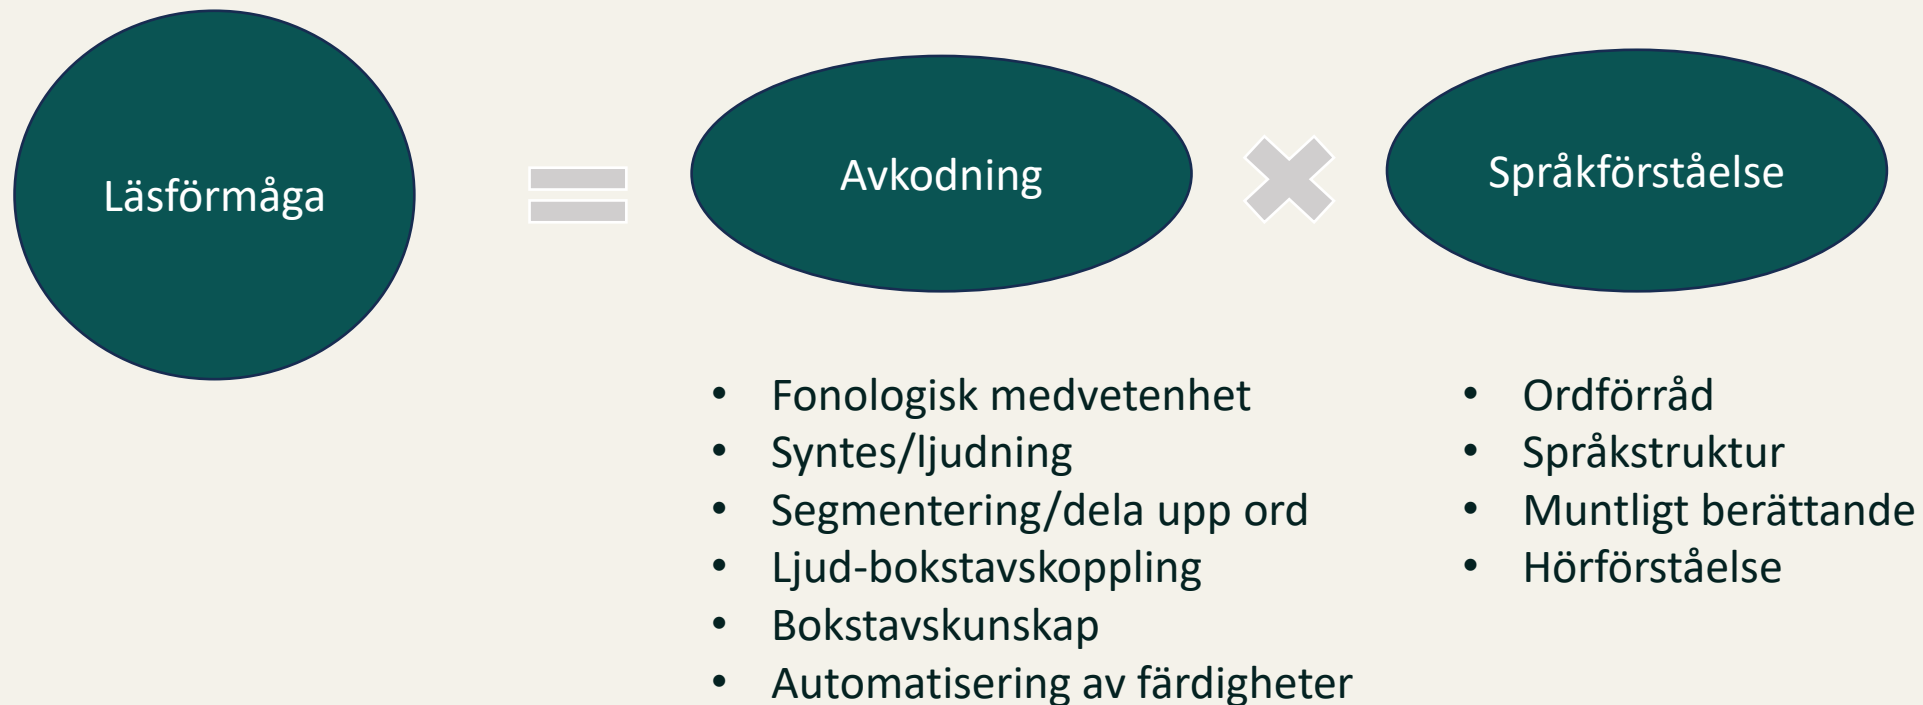 Läsförmåga
Avkodning
Språkförståelse
• Fonologisk medvetenhet
• Syntes/ljudning
• Segmentering/dela upp ord
• Ljud-bokstavskoppling
• Bokstavskunskap
• Automatisering av färdigheter
• Ordförråd
• Språkstruktur
• Muntligt berättande
• Hörförståelse